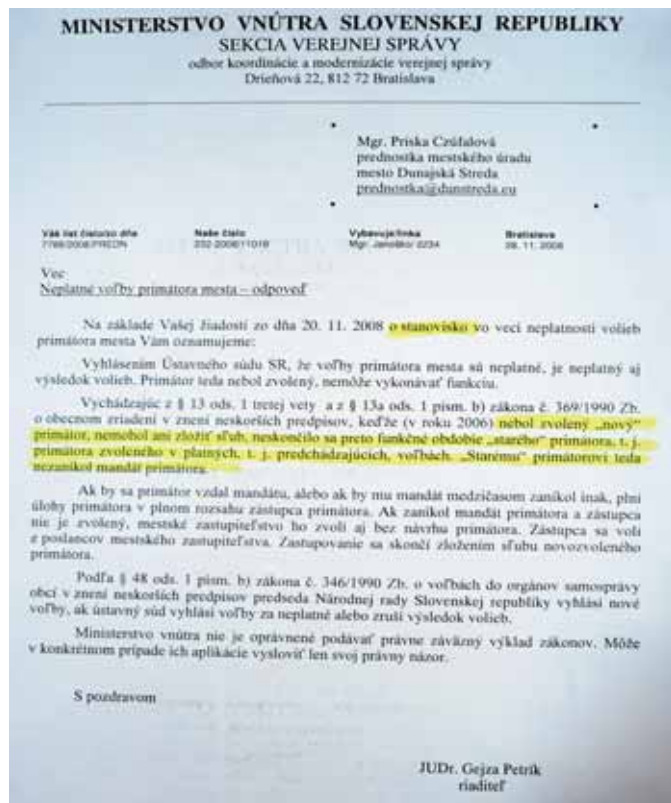 MINISTERSTVO VNÚTRA SLOVENSKEJ REPUBLIKY
SEKCIA VEREJNEJ SPRÁVY
odbor koordinácie a modernizácie verejnej správy
Drieňová 22, 812 72 Bratislava
Mgr. Priska Czúfalová
prednostka mestského úradu
mesto Dunajská Streda
prednostka@dunstreda.eu
Váš list číslo/zo dňa Naše číslo Vybavuje/linka Bratislava
Mgr. 0234 28. 11. 2008
Vec
Neplatné voľby primátora mesta – odpoveď
Na základe Vašej žiadosti zo dňa 20. 11. 2008 o stanovisko vo veci neplatnosti volieb
primátora mesta Vám oznamujeme:
Vyhlásením Ústavného súdu SR, že voľby primátora mesta sú neplatné, je neplatný aj
výsledok volieb. Primátor teda nebol zvolený, nemôže vykonávať funkciu.
Vychádzajúc z § 13 ods. 1 tretej vety a z § 13a ods. 1 písm. b) zákona č. 369/1990 Zb.
o obecnom zriadení v znení neskorších predpisov, keďže (v roku 2006) nebol zvolený „nový"
primátor, nemohol ani zložiť sľub, neskončilo sa preto funkčné obdobie „starého" primátora, t. j.
primátora zvoleného v platných, t. j. predchádzajúcich, voľbách. „Starému" primátorovi teda
nezanikol mandát primátora.
Ak by sa primátor vzdal mandátu, alebo ak by mu mandát medzičasom zanikol inak, plní
úlohy primátora v plnom rozsahu zástupca primátora. Ak zanikol mandát primátora a zástupca
nie je zvolený, mestské zastupiteľstvo ho zvolí aj bez návrhu primátora. Zástupca sa volí
z poslancov mestského zastupiteľstva. Zastupovanie sa skončí zložením sľubu novozvoleného
primátora.
Podľa § 48 ods. 1 písm. b) zákona č. 346/1990 Zb. o voľbách do orgánov samosprávy
obcí v znení neskorších predpisov predseda Národnej rady Slovenskej republiky vyhlási nové
voľby, ak ústavný súd vyhlási voľby za neplatné alebo zruší výsledok volieb.
Ministerstvo vnútra nie je oprávnené podávať právne záväzný výklad zákonov. Môže
v konkrétnom prípade ich aplikácie vysloviť len svoj právny názor.
S pozdravom
JUDr. Gejza Petrík
riaditeľ